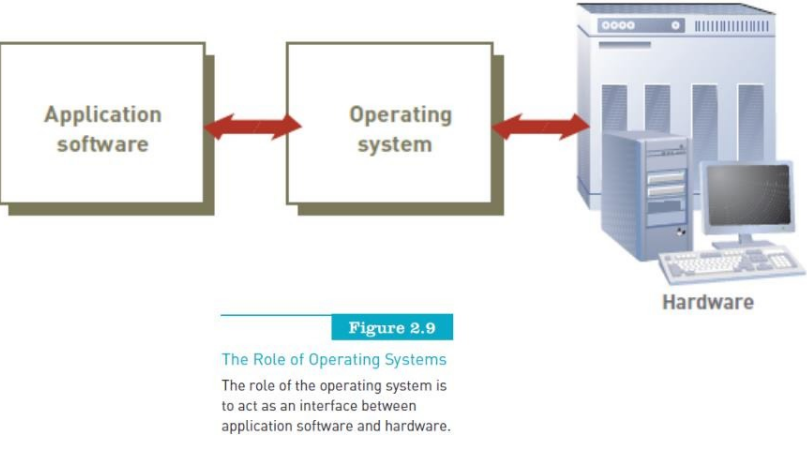 Application
software
Operating
system
Hardware
Figure 2.9
The Role of Operating Systems
The role of the operating system is
to act as an interface between
application software and hardware.